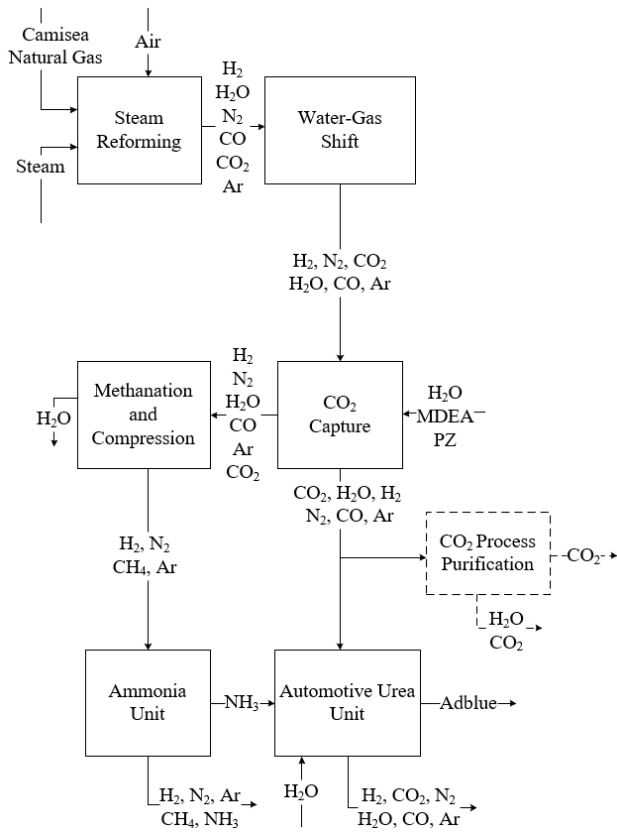 Camisea
Natural Gas
Air
Steam
Steam
Reforming
H₂
H₂O
N₂
CO
CO₂
Ar
Water-Gas
Shift
H₂, N₂, CO₂
H₂O, CO, Ar
Methanation
and
Compression
H₂O
H₂
N₂
H₂O
CO
Ar
CO₂
CO₂
Capture
H₂O
MDEA
PZ
CO₂, H₂O, H₂
N₂, CO, Ar
CO₂ Process
Purification
CO₂
H₂O
CO₂
H₂, N₂
CH₄, Ar
Ammonia
Unit
NH₃
Automotive Urea
Unit
Adblue
H₂, N₂, Ar
CH₄, NH₃
H₂O
H₂, CO₂, N₂
H₂O, CO, Ar